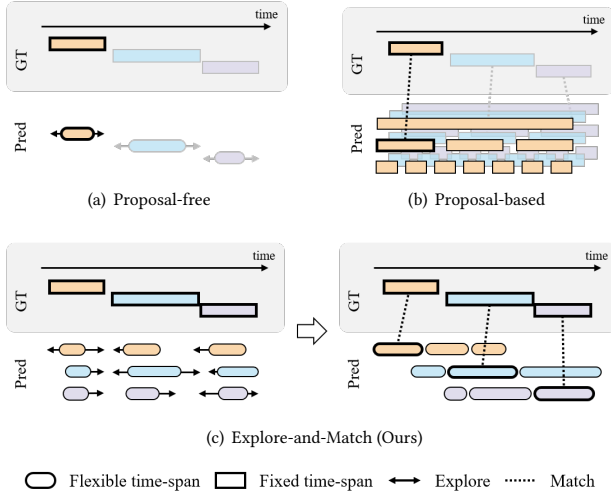 time
GT
Pred
(a) Proposal-free
time
GT
Pred
(b) Proposal-based
time
GT
Pred
time
GT
Pred
(c) Explore-and-Match (Ours)
Flexible time-span Fixed time-span Explore Match